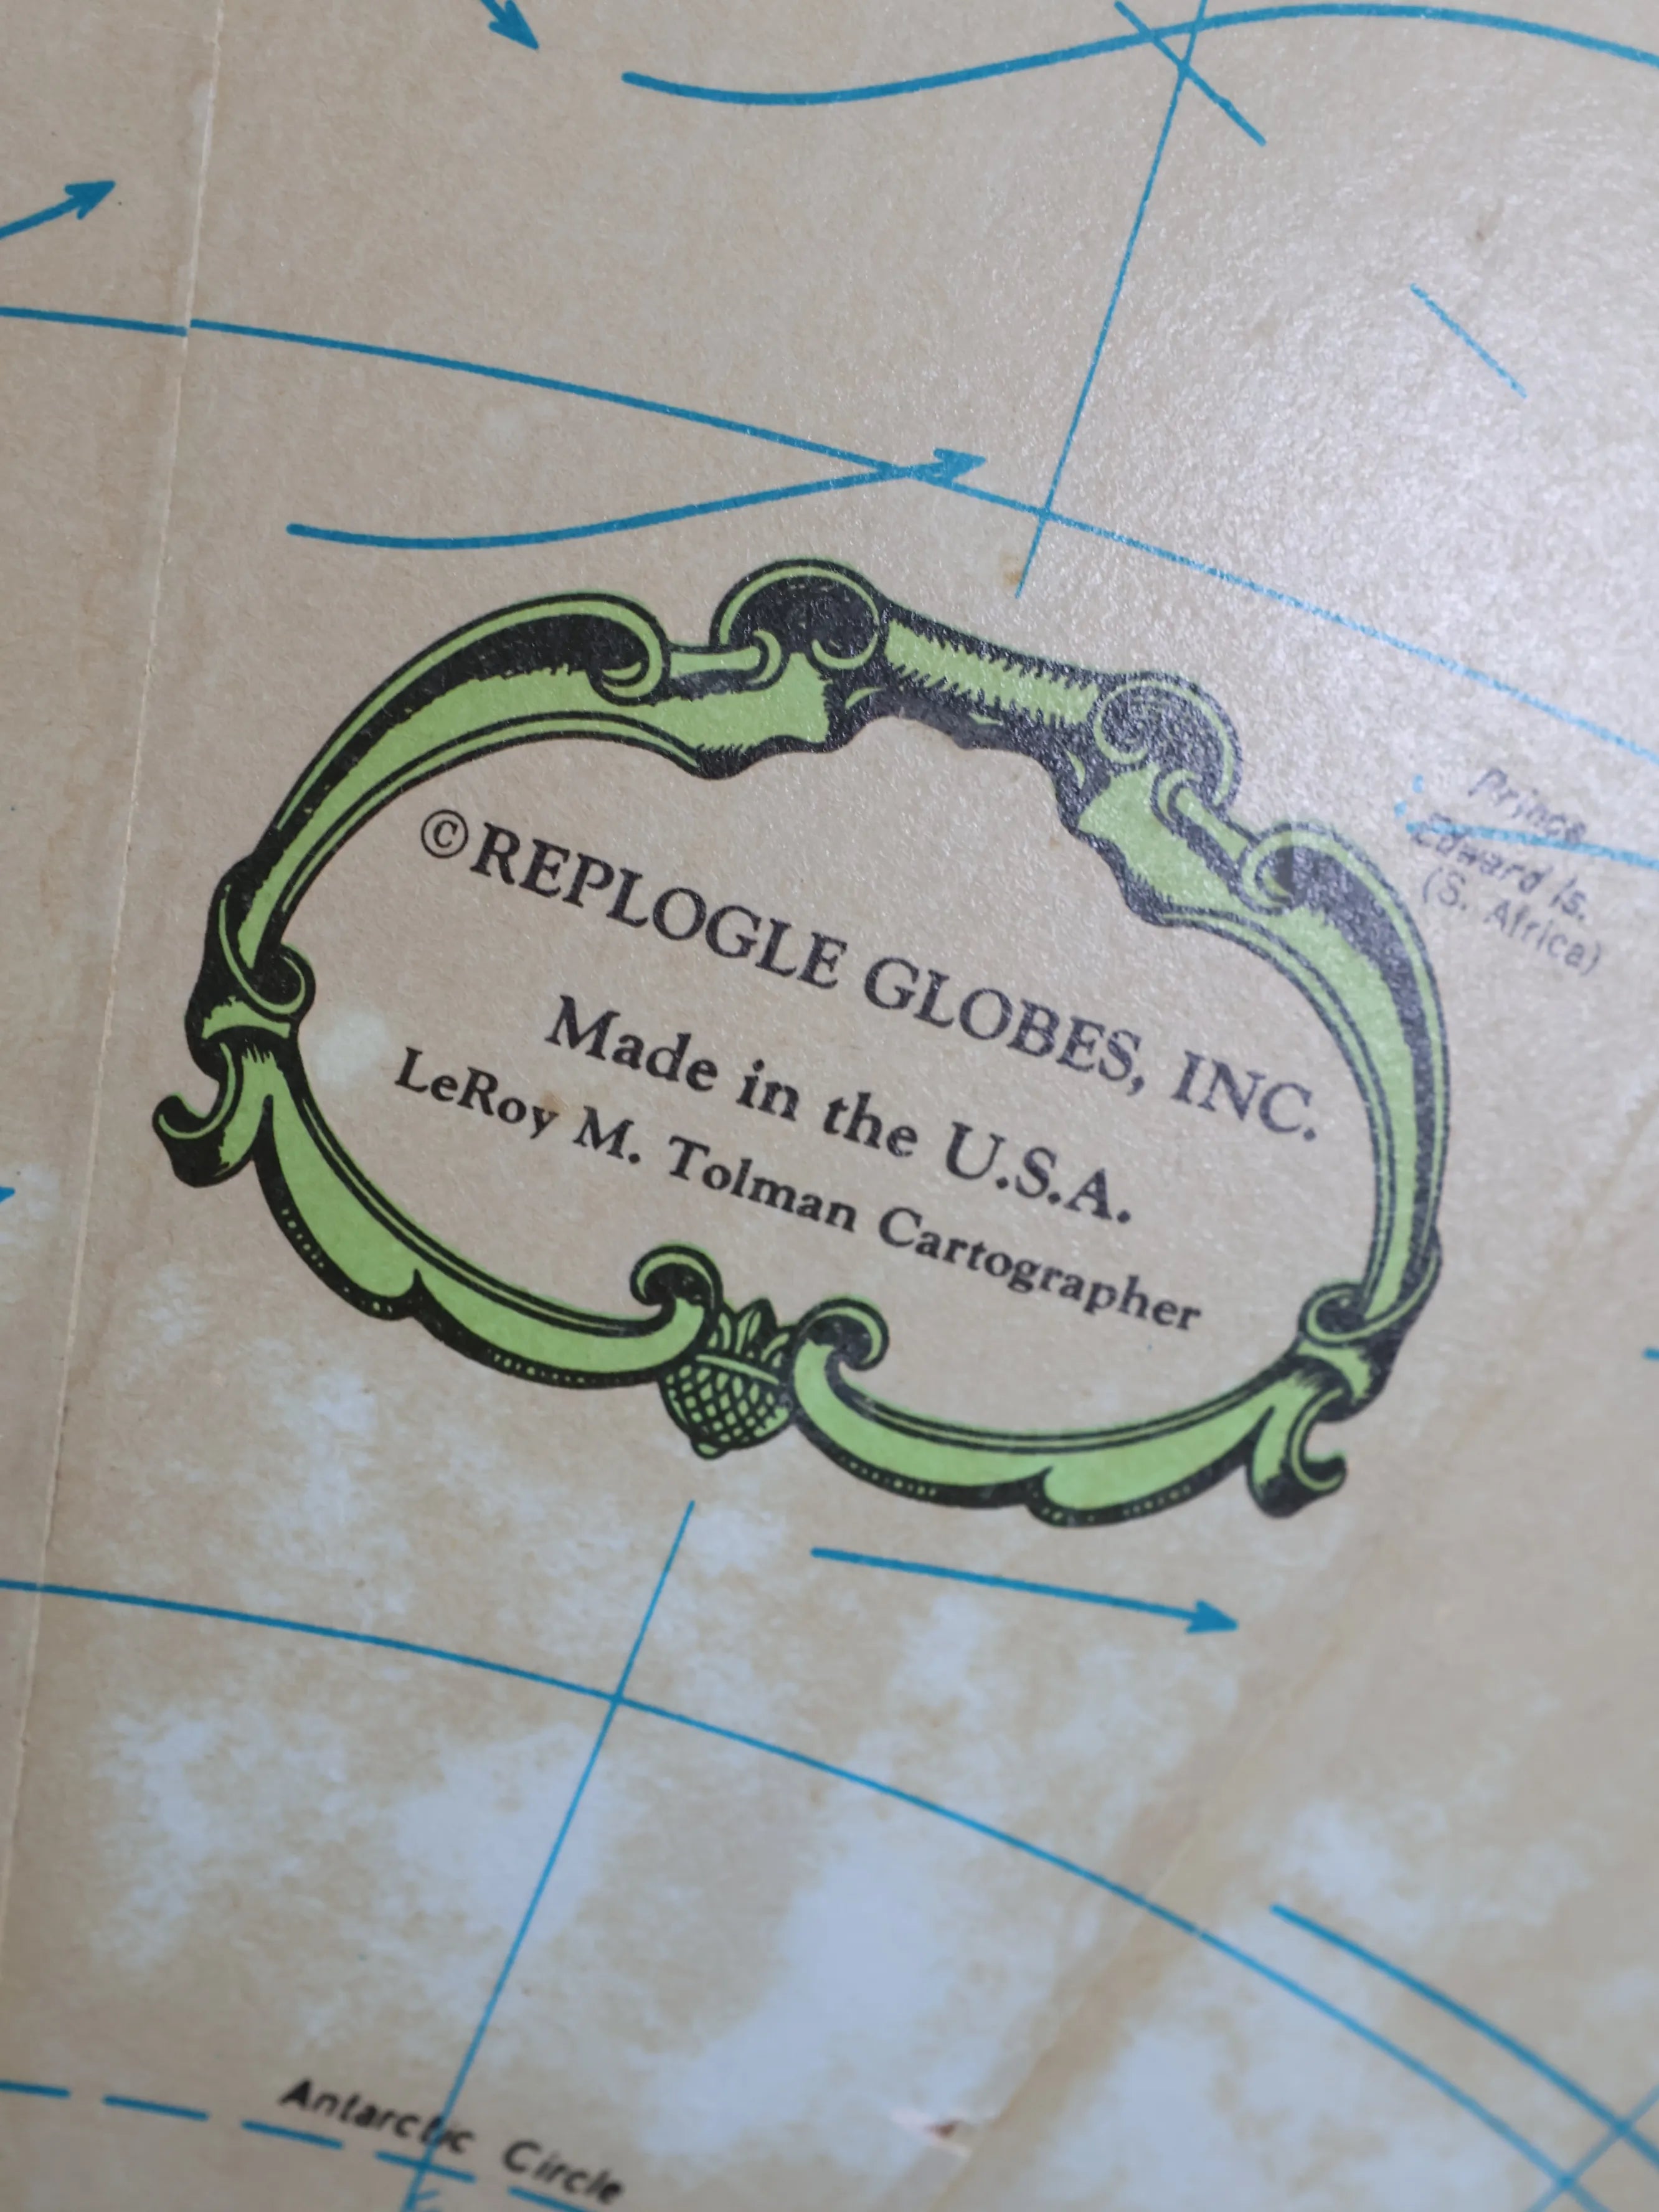 Prince
Edward Is.
(S. Africa)
©REPLOGLE GLOBES, INC.
Made in the U.S.A.
LeRoy M. Tolman Cartographer
Antarctic Circle